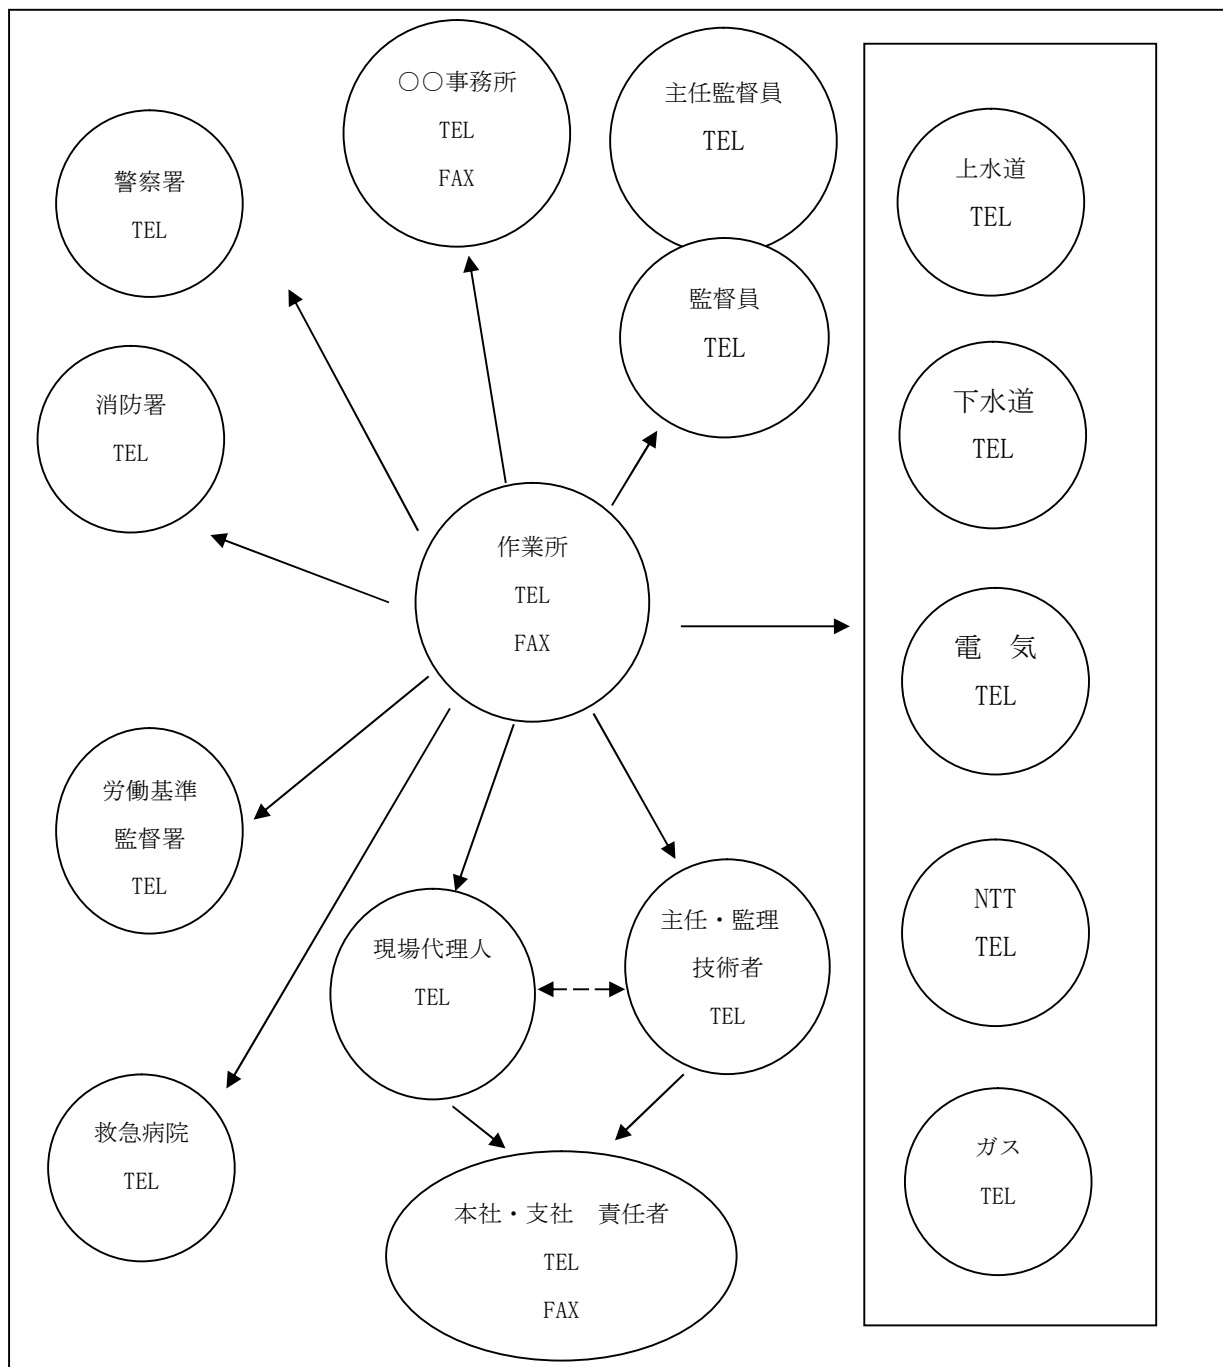 〇〇事務所
TEL
FAX
主任監督員
TEL
警察署
TEL
上水道
TEL
監督員
TEL
消防署
TEL
下水道
TEL
作業所
TEL
FAX
電　気
TEL
労働基準
監督署
TEL
現場代理人
TEL
主任・監理
技術者
TEL
NTT
TEL
救急病院
TEL
本社・支社　責任者
TEL
FAX
ガス
TEL